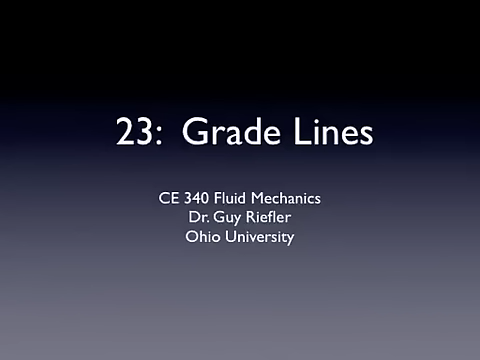 23:  Grade Lines
CE 340 Fluid Mechanics
Dr. Guy Riefler
Ohio University